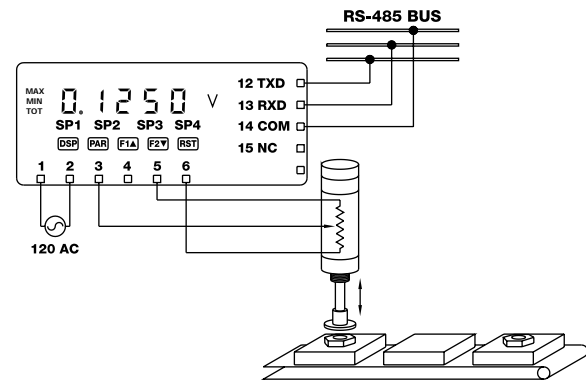 RS-485 BUS
MAX
MIN
TOT
0.1250 V
SP1 SP2 SP3 SP4
DSP PAR F1▲ F2▼ RST
1 2 3 4 5 6
12 TXD
13 RXD
14 COM
15 NC
120 AC